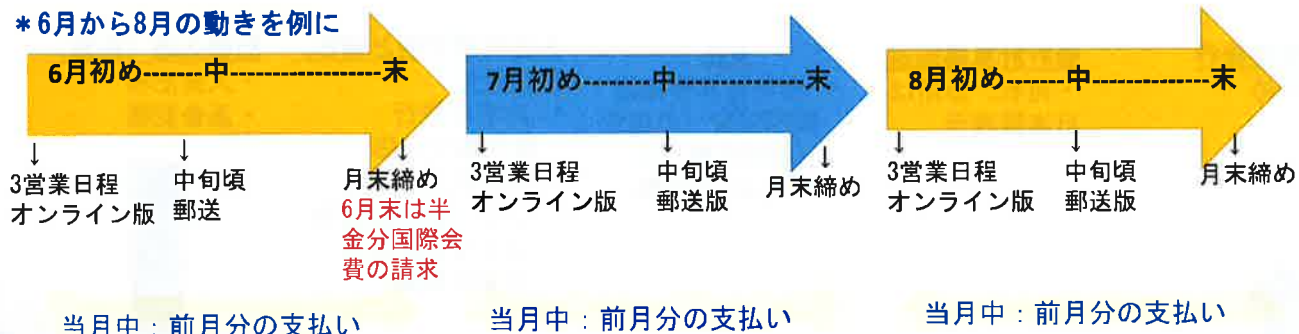 ＊6月から8月の動きを例に
6月初め-------中------------------末
↓
3営業日程
オンライン版
↓
中旬頃
郵送
↓
月末締め
6月末は半
金分国際会
費の請求
当月中：前月分の支払い
7月初め--------中---------------末
↓
3営業日程
オンライン版
↓
中旬頃
郵送版
↓
月末締め
当月中：前月分の支払い
8月初め-------中--------------末
↓
3営業日程
オンライン版
↓
中旬頃
郵送版
↓
月末締め
当月中：前月分の支払い